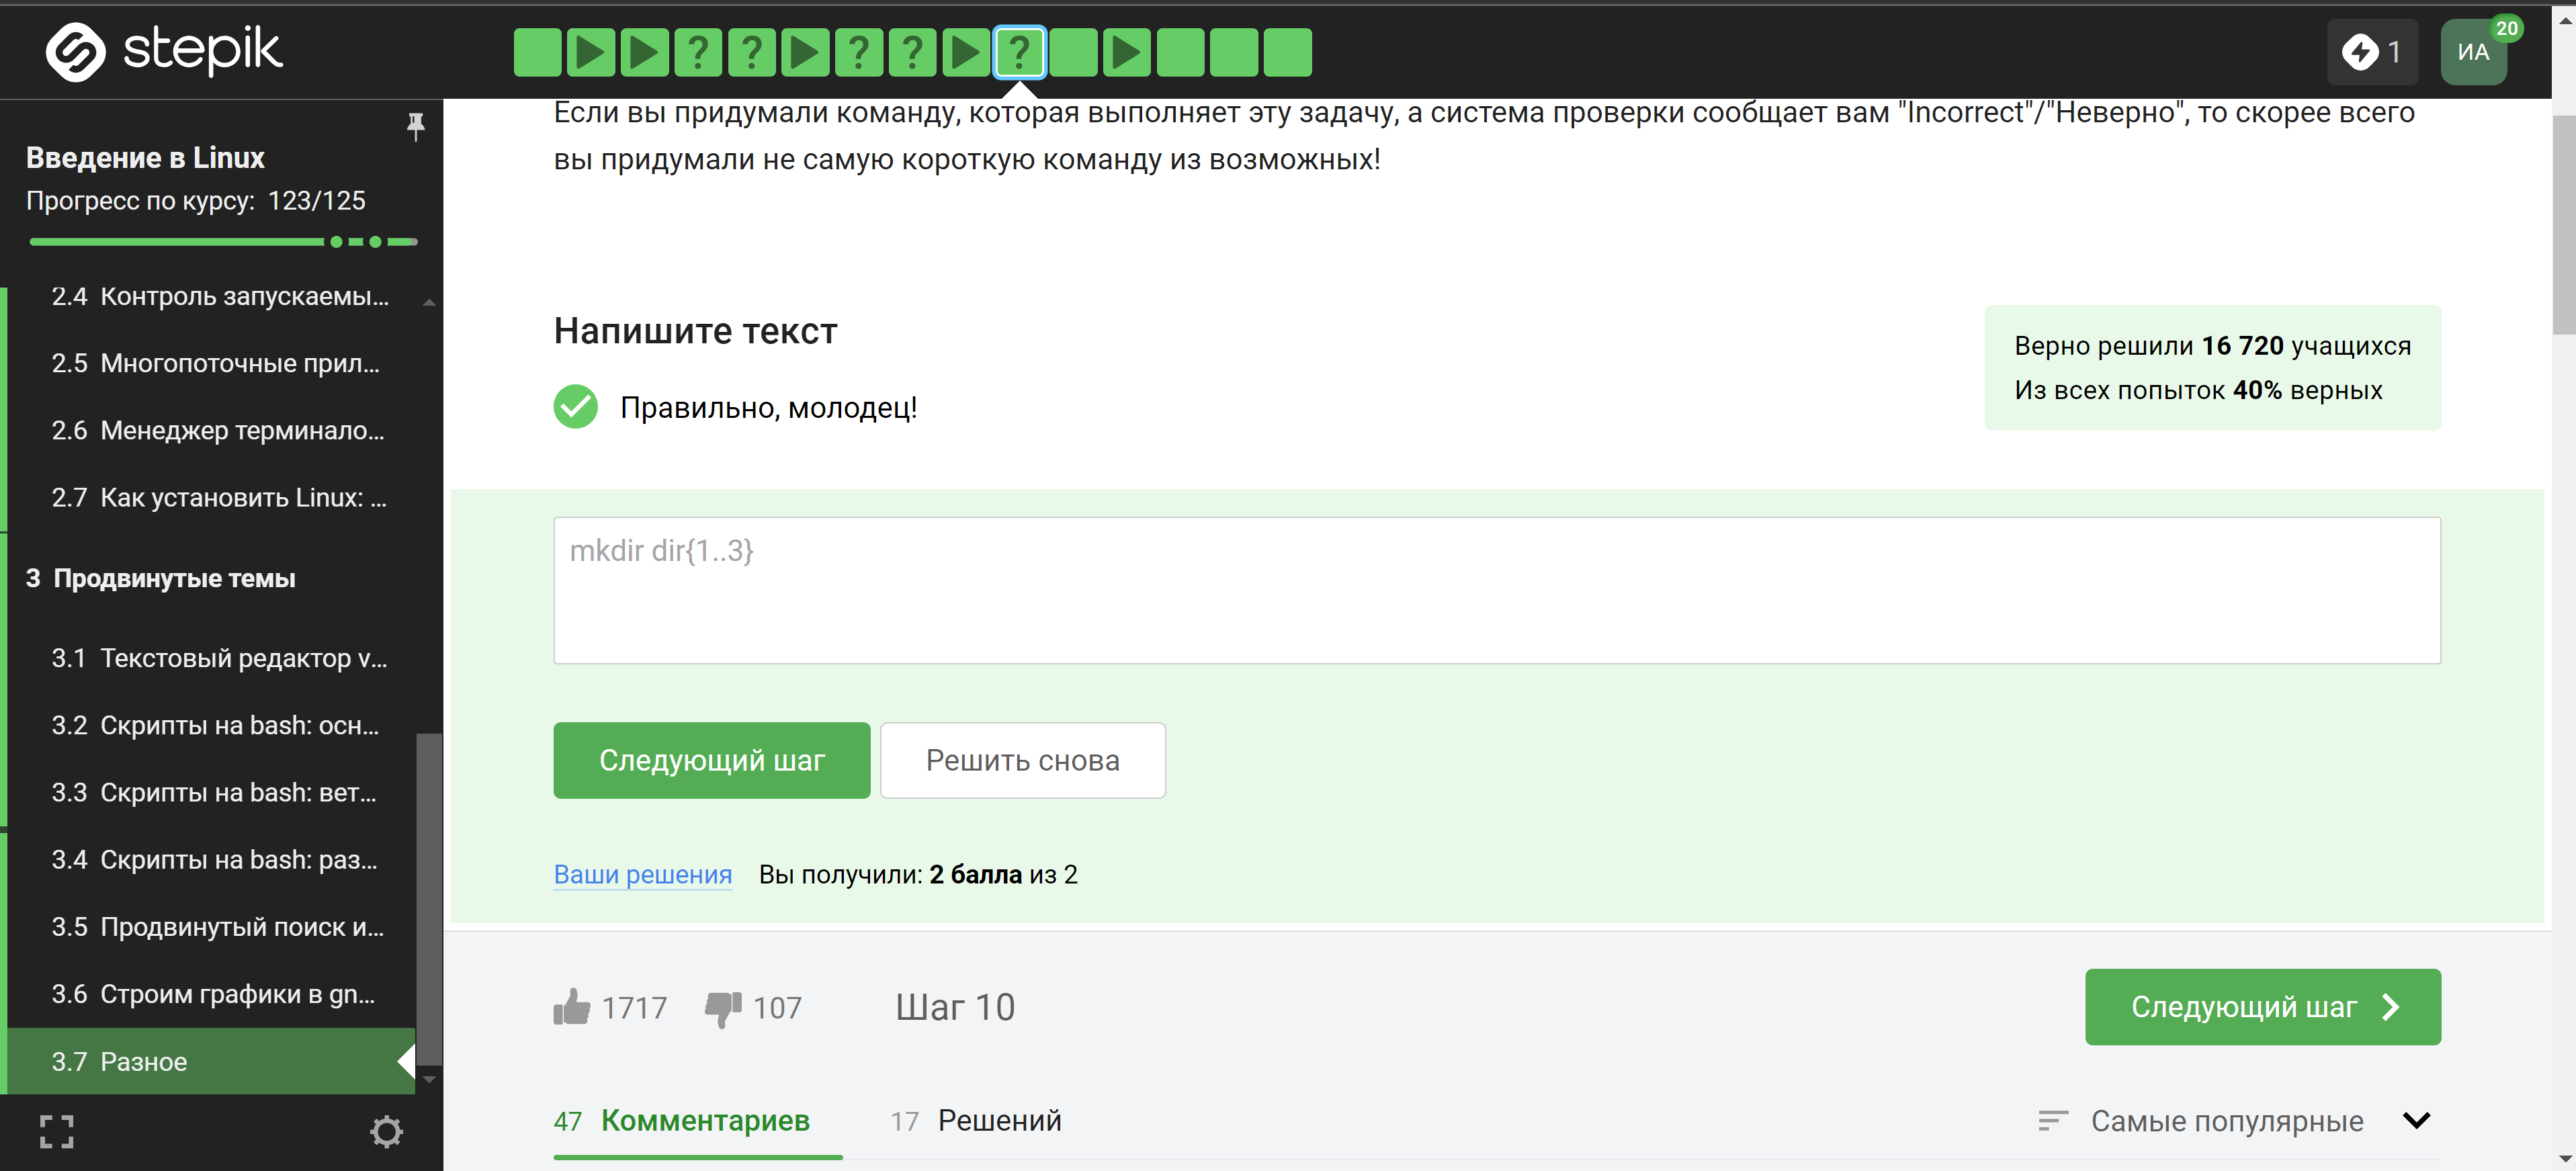 stepik
? ? ? ? ?
1
ИА
20
Введение в Linux
Прогресс по курсу: 123/125
2.4 Контроль запускаемы...
2.5 Многопоточные прил...
2.6 Менеджер терминало...
2.7 Как установить Linux: ...
3 Продвинутые темы
3.1 Текстовый редактор v...
3.2 Скрипты на bash: осн...
3.3 Скрипты на bash: вет...
3.4 Скрипты на bash: раз...
3.5 Продвинутый поиск и...
3.6 Строим графики в gn...
3.7 Разное
Если вы придумали команду, которая выполняет эту задачу, а система проверки сообщает вам "Incorrect"/"Неверно", то скорее всего
вы придумали не самую короткую команду из возможных!
Напишите текст
Правильно, молодец!
Верно решили 16 720 учащихся
Из всех попыток 40% верных
mkdir dir{1..3}
Следующий шаг
Решить снова
Ваши решения Вы получили: 2 балла из 2
1717 107 Шаг 10
Следующий шаг
47 Комментариев 17 Решений
Самые популярные